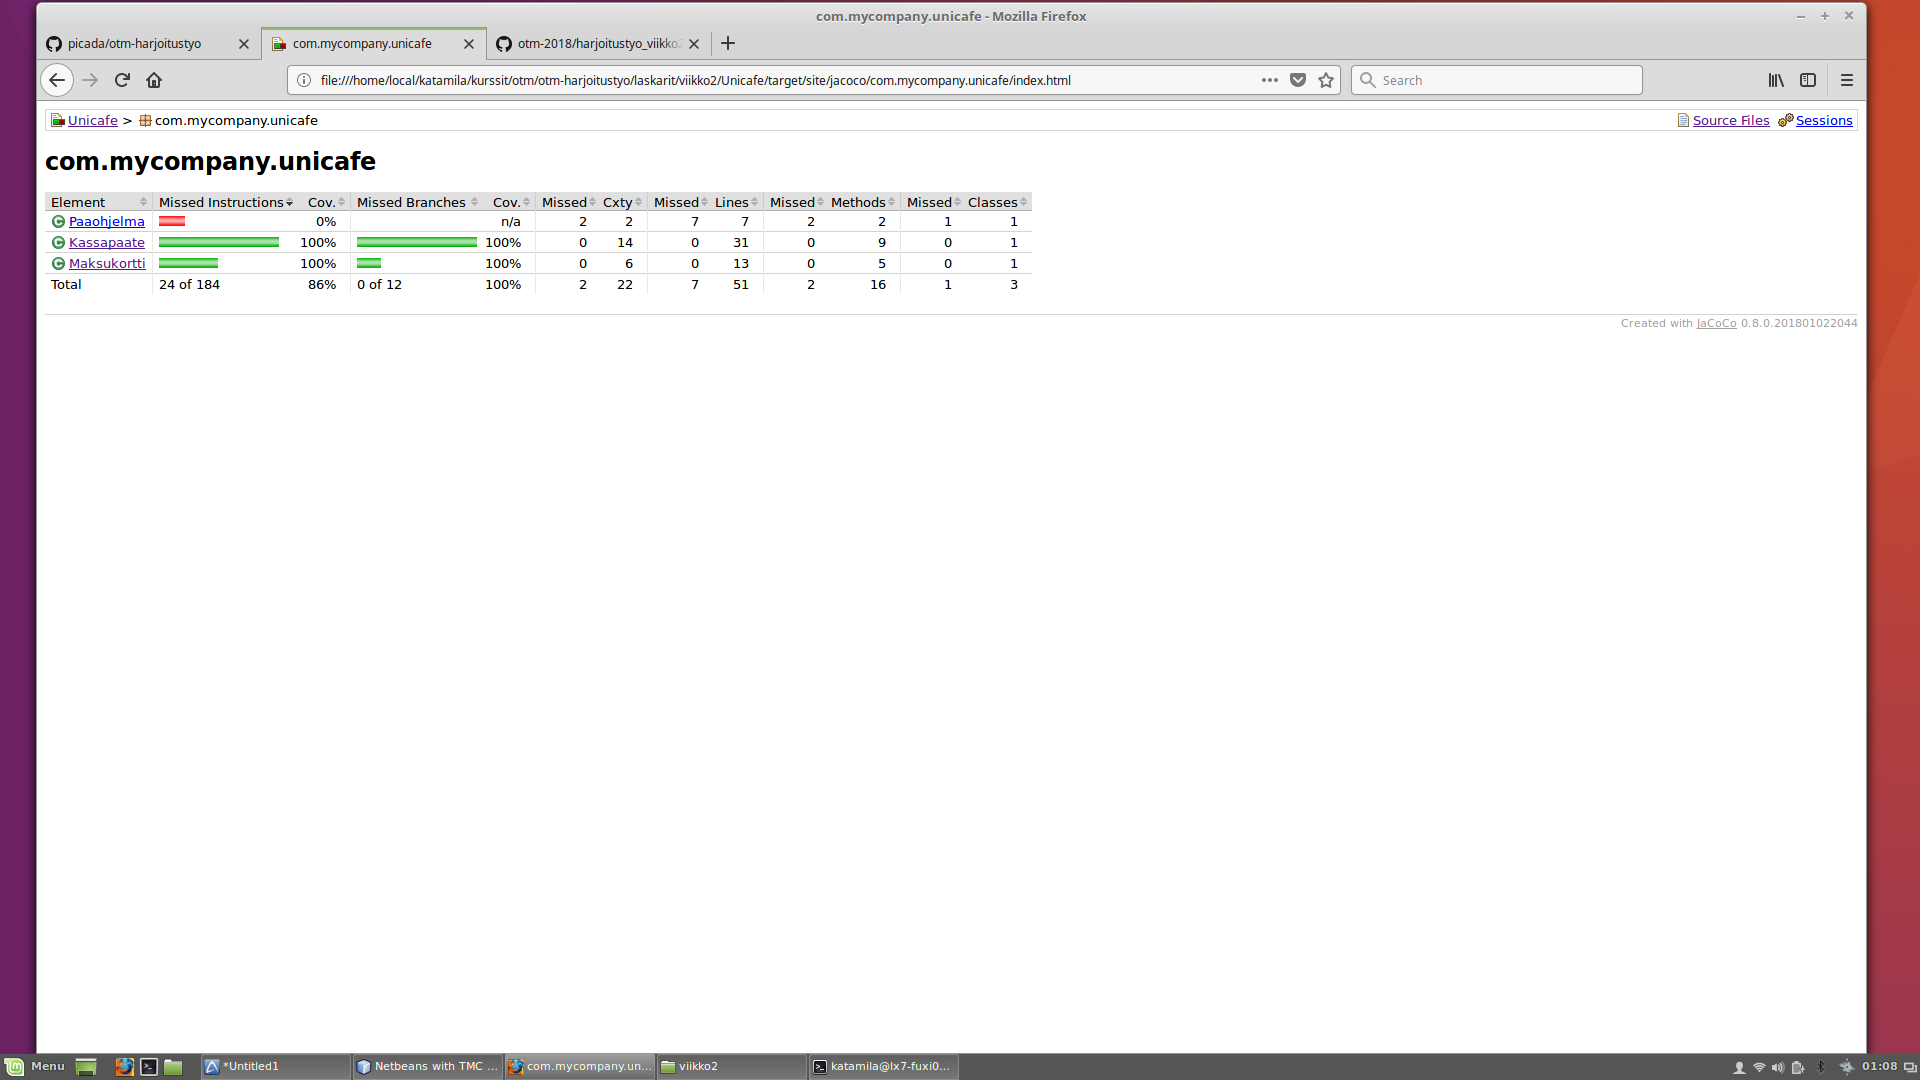 com.mycompany.unicafe - Mozilla Firefox
picada/otm-harjoitustyo com.mycompany.unicafe otm-2018/harjoitustyo_viikko2
file:///home/local/katamila/kurssit/otm/otm-harjoitustyo/laskarit/viikko2/Unicafe/target/site/jacoco/com.mycompany.unicafe/index.html Search
Unicafe > com.mycompany.unicafe Source Files Sessions
com.mycompany.unicafe
Element Missed Instructions Cov. Missed Branches Cov. Missed Cxty Missed Lines Missed Methods Missed Classes
Paaohjelma 0% n/a 2 2 7 7 2 2 1 1
Kassapaate 100% 100% 0 14 0 31 0 9 0 1
Maksukortti 100% 100% 0 6 0 13 0 5 0 1
Total 24 of 184 86% 0 of 12 100% 2 22 7 51 2 16 1 3
Created with JaCoCo 0.8.0.201801022044
Menu *Untitled1 Netbeans with TMC ... com.mycompany.un... viikko2 katamila@lx7-fuxi0... 01:08